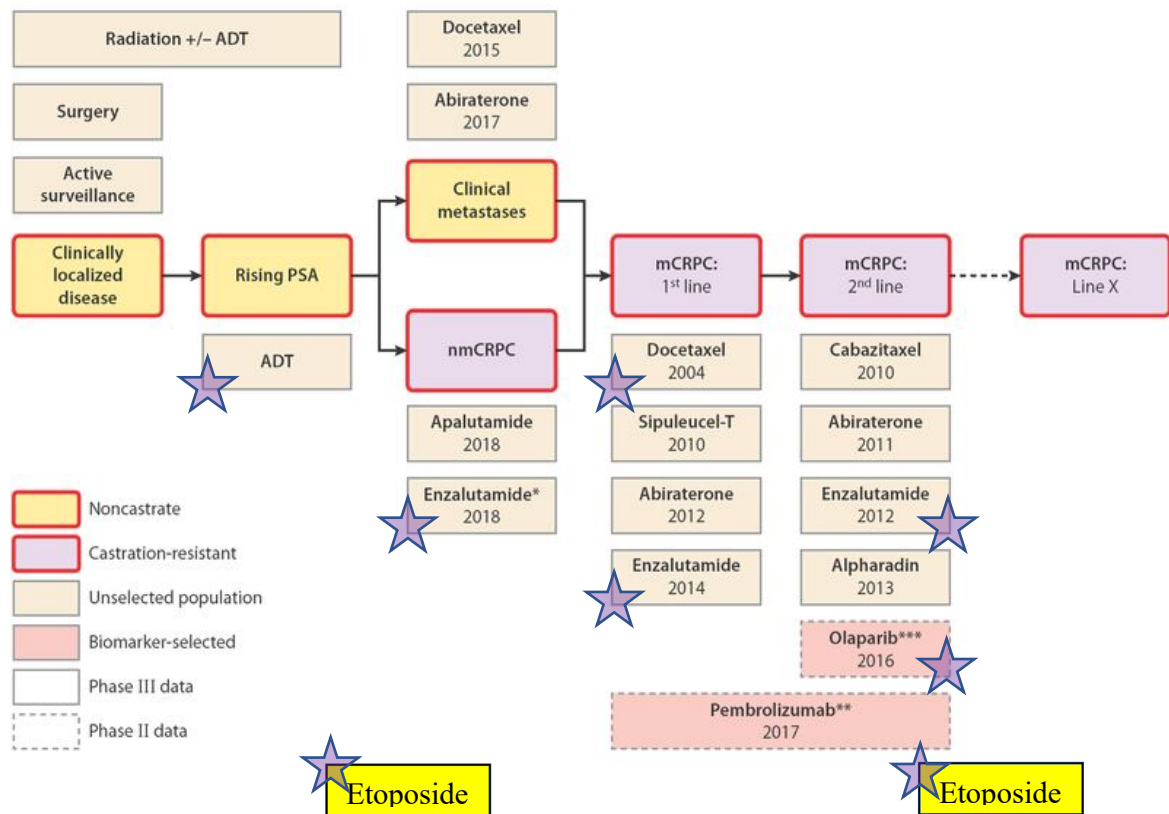 Radiation +/– ADT
Surgery
Active
surveillance
Clinically
localized
disease
Rising PSA
ADT
Docetaxel
2015
Abiraterone
2017
Clinical
metastases
nmCRPC
Apalutamide
2018
Enzalutamide*
2018
mCRPC:
1st line
Docetaxel
2004
Sipuleucel-T
2010
Abiraterone
2012
Enzalutamide
2014
mCRPC:
2nd line
Cabazitaxel
2010
Abiraterone
2011
Enzalutamide
2012
Alpharadin
2013
Olaparib***
2016
Pembrolizumab**
2017
mCRPC:
Line X
Noncastrate
Castration-resistant
Unselected population
Biomarker-selected
Phase III data
Phase II data
Etoposide
Etoposide